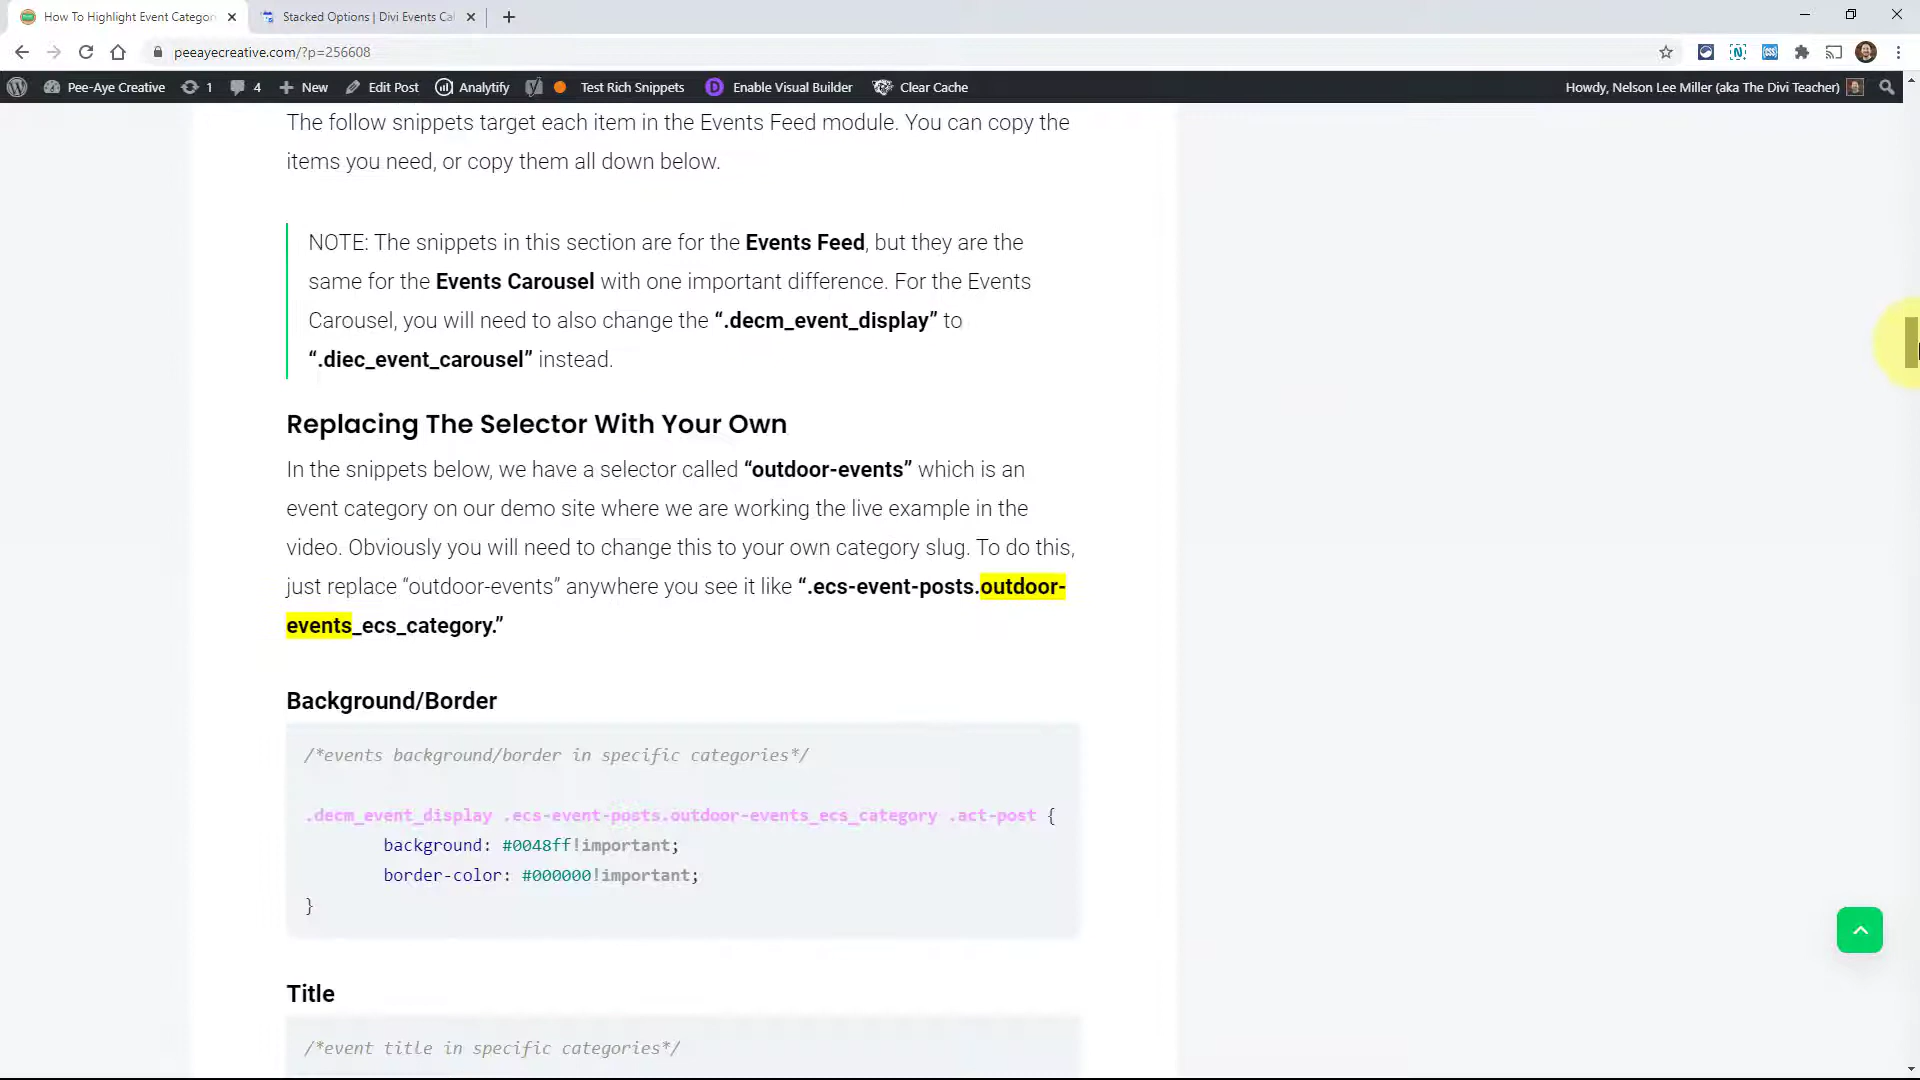 How To Highlight Event Categor
Stacked Options | Divi Events Ca
peeayecreative.com/?p=256608
Pee-Aye Creative
1
4
New
Edit Post
Analytify
Test Rich Snippets
Enable Visual Builder
Clear Cache
Howdy, Nelson Lee Miller (aka The Divi Teacher)
The follow snippets target each item in the Events Feed module. You can copy the
items you need, or copy them all down below.
NOTE: The snippets in this section are for the Events Feed, but they are the
same for the Events Carousel with one important difference. For the Events
Carousel, you will need to also change the “.decm_event_display” to
“.diec_event_carousel” instead.
Replacing The Selector With Your Own
In the snippets below, we have a selector called “outdoor-events” which is an
event category on our demo site where we are working the live example in the
video. Obviously you will need to change this to your own category slug. To do this,
just replace “outdoor-events” anywhere you see it like “.ecs-event-posts.outdoor-
events_ecs_category.”
Background/Border
/*events background/border in specific categories*/
.decm_event_display .ecs-event-posts.outdoor-events_ecs_category .act-post {
background: #0048ff!important;
border-color: #000000!important;
}
Title
/*event title in specific categories*/